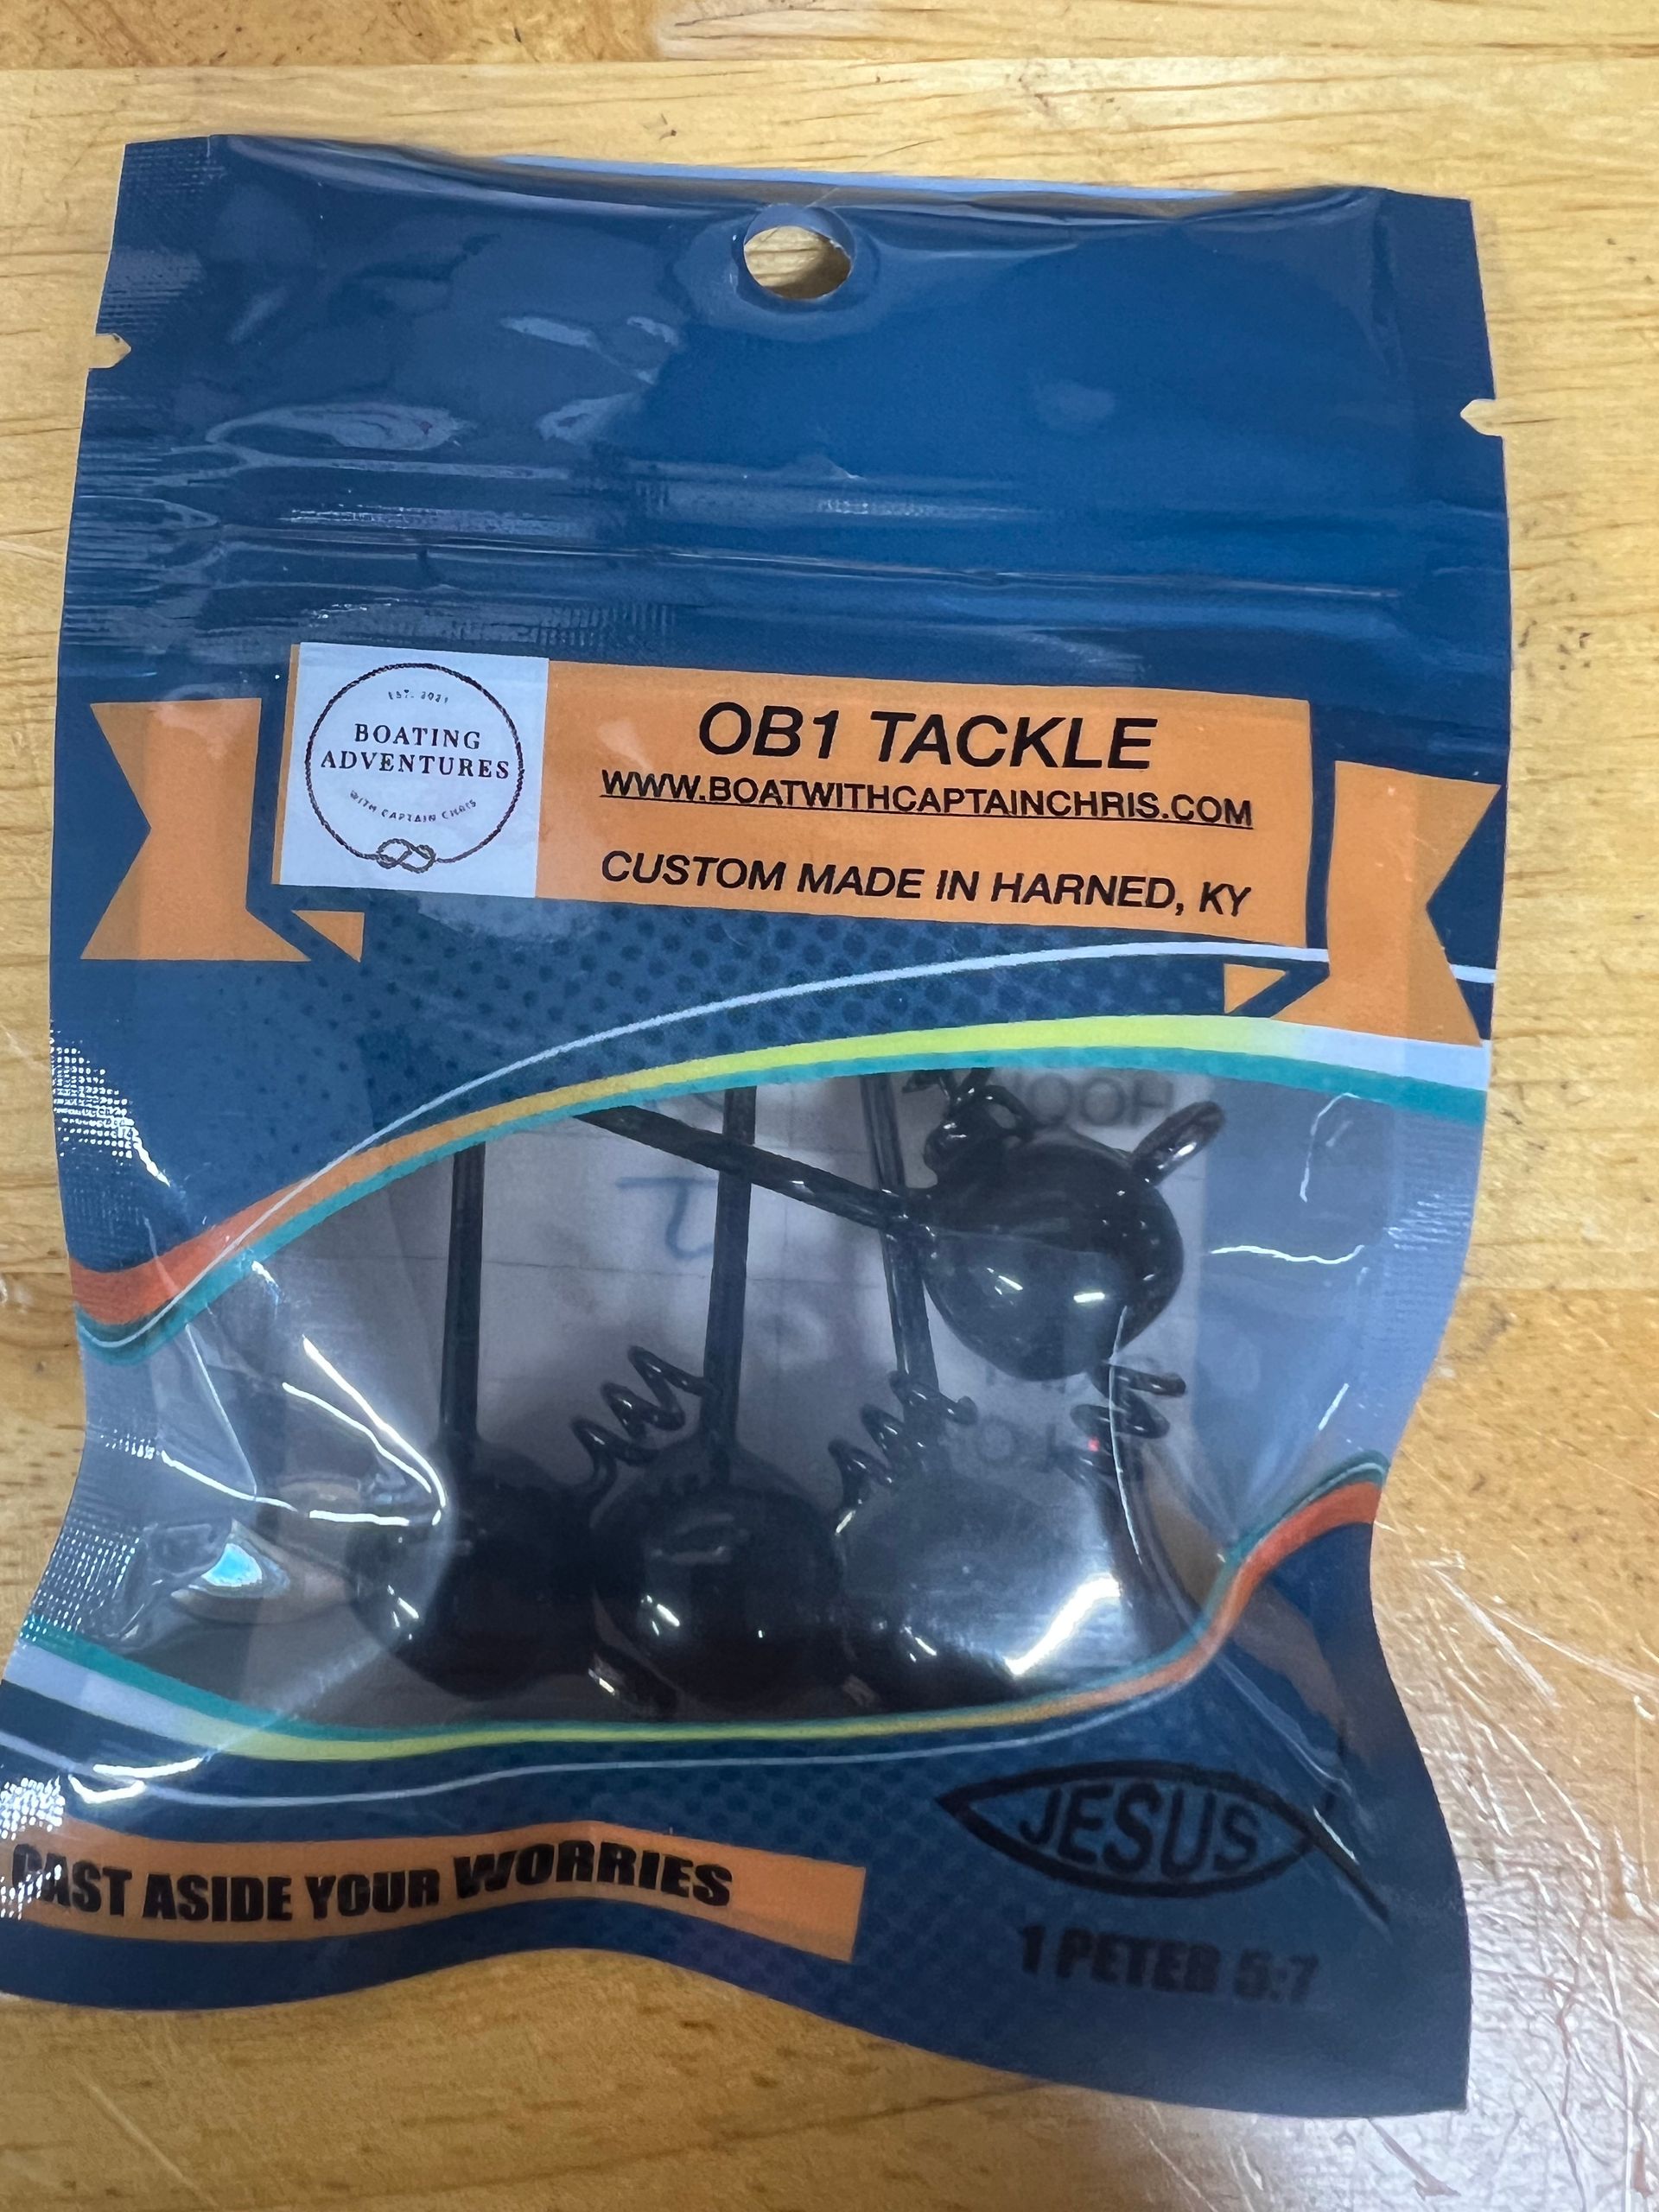 EST. 2021
BOATING
ADVENTURES
WITH CAPTAIN CHRIS
OB1 TACKLE
WWW.BOATWITHCAPTAINCHRIS.COM
CUSTOM MADE IN HARNED, KY
HOOK
CAST ASIDE YOUR WORRIES
JESUS
1 PETER 5:7